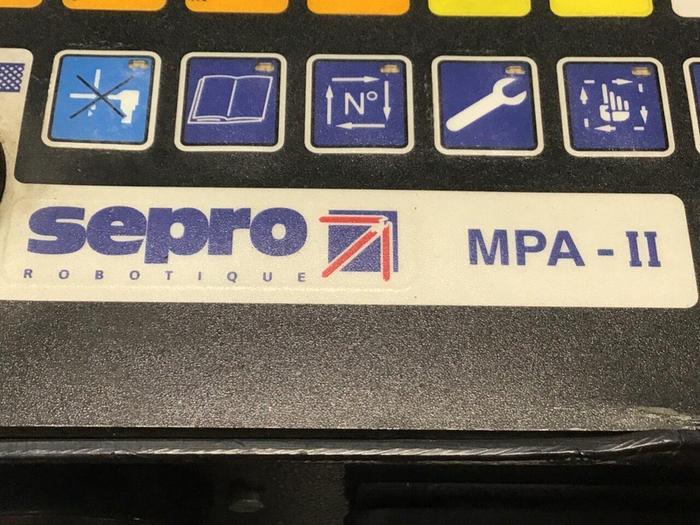 N°
sepro
ROBOTIQUE
MPA - II